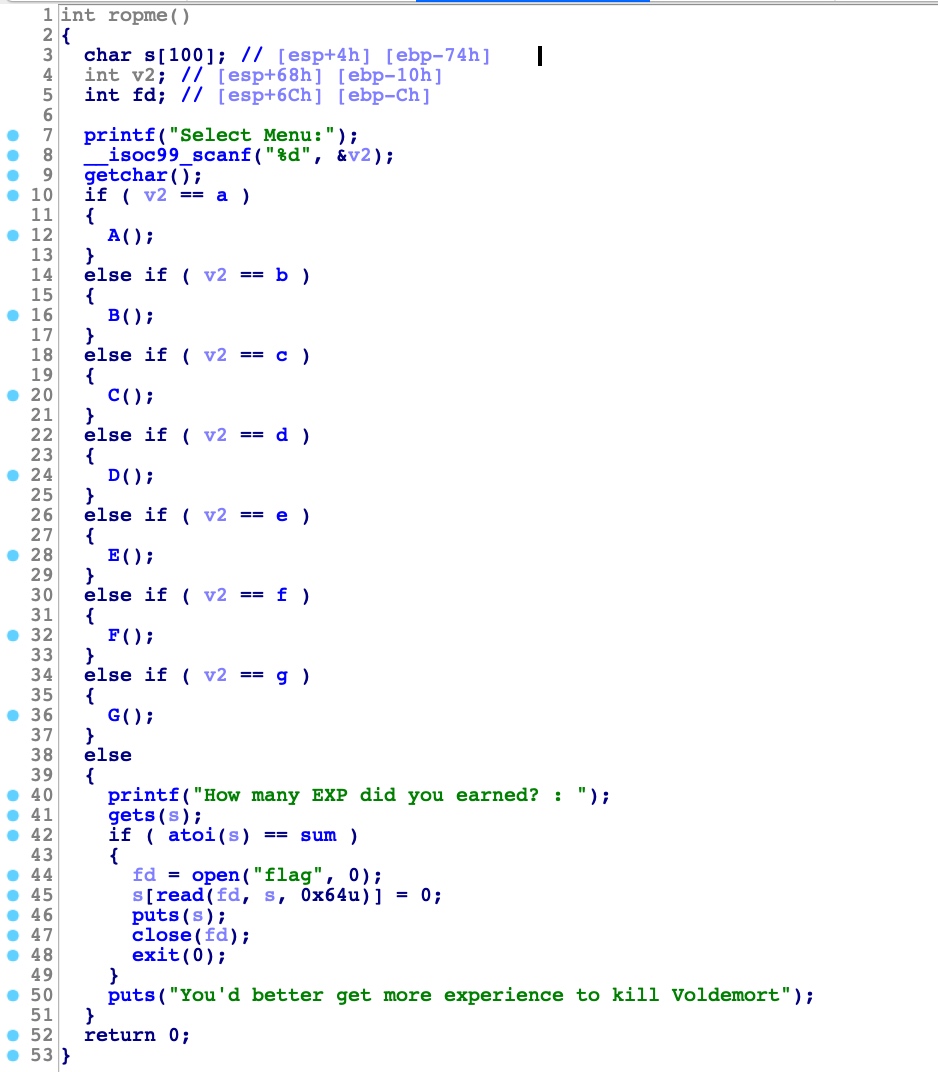 1 int ropme()
2 {
3 char s[100]; // [esp+4h] [ebp-74h]
4 int v2; // [esp+68h] [ebp-10h]
5 int fd; // [esp+6Ch] [ebp-Ch]
6
7 printf("Select Menu:");
8 __isoc99_scanf("%d", &v2);
9 getchar();
10 if ( v2 == a )
11 {
12 A();
13 }
14 else if ( v2 == b )
15 {
16 B();
17 }
18 else if ( v2 == c )
19 {
20 C();
21 }
22 else if ( v2 == d )
23 {
24 D();
25 }
26 else if ( v2 == e )
27 {
28 E();
29 }
30 else if ( v2 == f )
31 {
32 F();
33 }
34 else if ( v2 == g )
35 {
36 G();
37 }
38 else
39 {
40 printf("How many EXP did you earned? : ");
41 gets(s);
42 if ( atoi(s) == sum )
43 {
44 fd = open("flag", 0);
45 s[read(fd, s, 0x64u)] = 0;
46 puts(s);
47 close(fd);
48 exit(0);
49 }
50 puts("You'd better get more experience to kill Voldemort");
51 }
52 return 0;
53 }